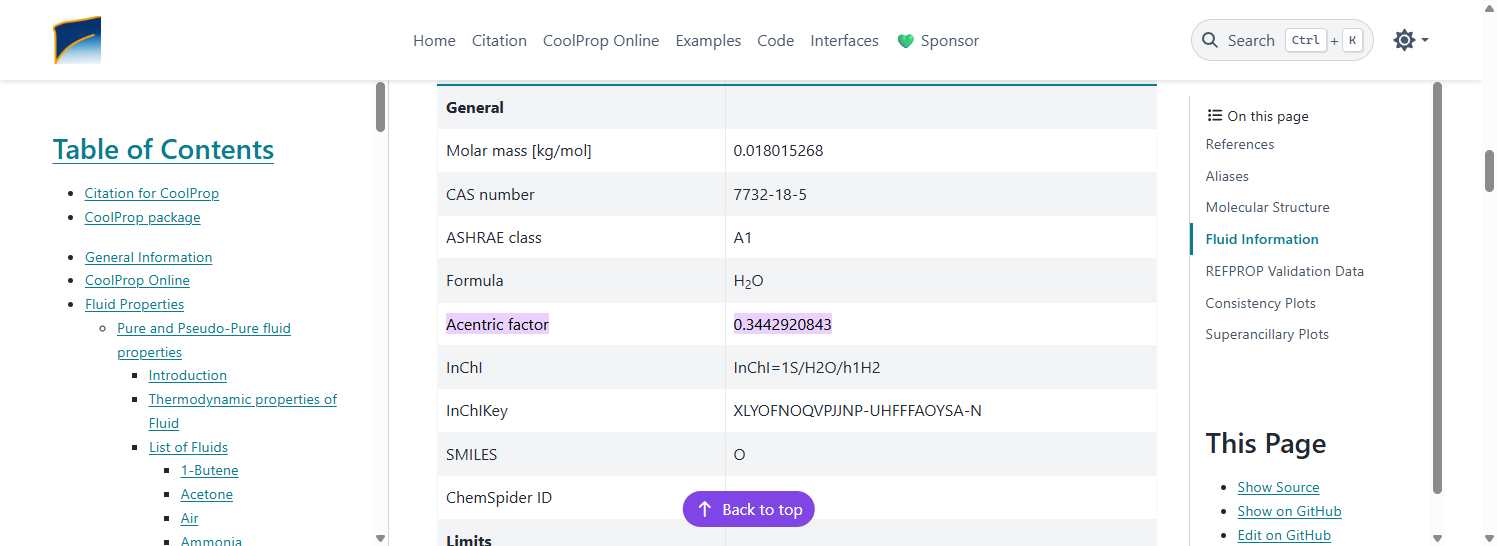 Home Citation CoolProp Online Examples Code Interfaces Sponsor Search Ctrl + K
Table of Contents
Citation for CoolProp
CoolProp package
General Information
CoolProp Online
Fluid Properties
Pure and Pseudo-Pure fluid
properties
Introduction
Thermodynamic properties of
Fluid
List of Fluids
1-Butene
Acetone
Air
Ammonia
General
Molar mass [kg/mol] 0.018015268
CAS number 7732-18-5
ASHRAE class A1
Formula H₂O
Acentric factor 0.3442920843
InChI InChI=1S/H2O/h1H2
InChIKey XLYOFNOQVPJJNP-UHFFFAOYSA-N
SMILES O
ChemSpider ID
Back to top
Limits
On this page
References
Aliases
Molecular Structure
Fluid Information
REFPROP Validation Data
Consistency Plots
Superancillary Plots
This Page
Show Source
Show on GitHub
Edit on GitHub